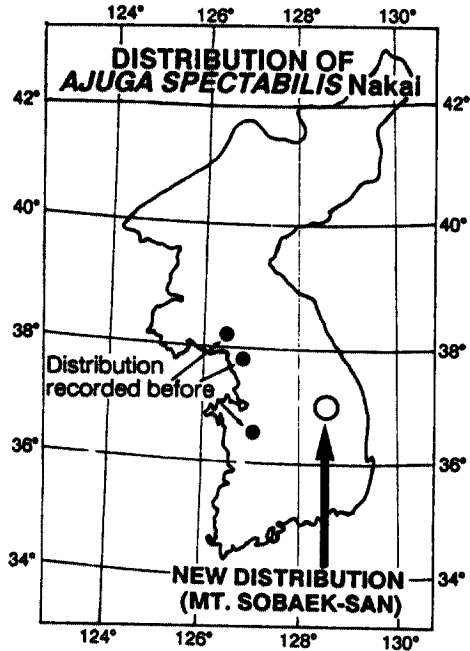 124° 126° 128° 130°
DISTRIBUTION OF
AJUGA SPECTABILIS Nakai
42° 42°
40° 40°
38° 38°
Distribution
recorded before
36° 36°
34° 34°
NEW DISTRIBUTION
(MT. SOBAEK-SAN)
124° 126° 128° 130°